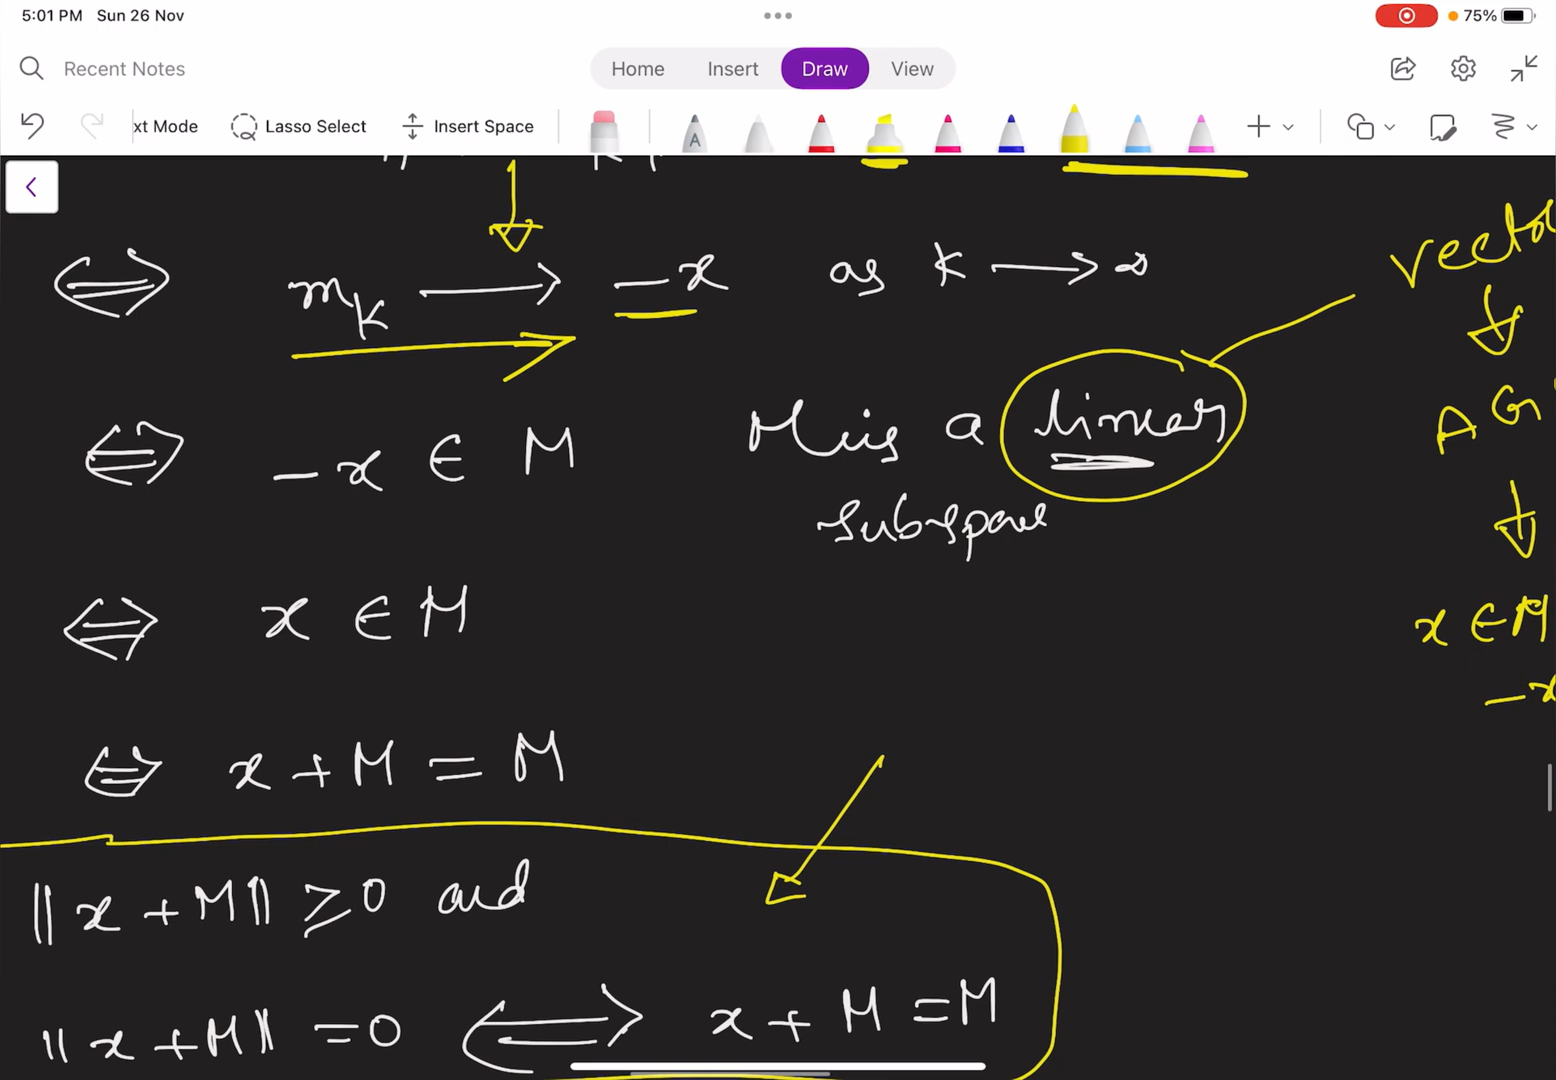 5:01 PM Sun 26 Nov
75%
Recent Notes
Home Insert Draw View
xt Mode Lasso Select Insert Space
⟺ m_k ⟶ -x as k ⟶ ∞
vecto
⟺ -x ∈ M M is a linear
subspace
A G
⟺ x ∈ M
x ∈ M
-x
⟺ x + M = M
||x + M|| ≥ 0 and
||x + M|| = 0 ⟺ x + M = M